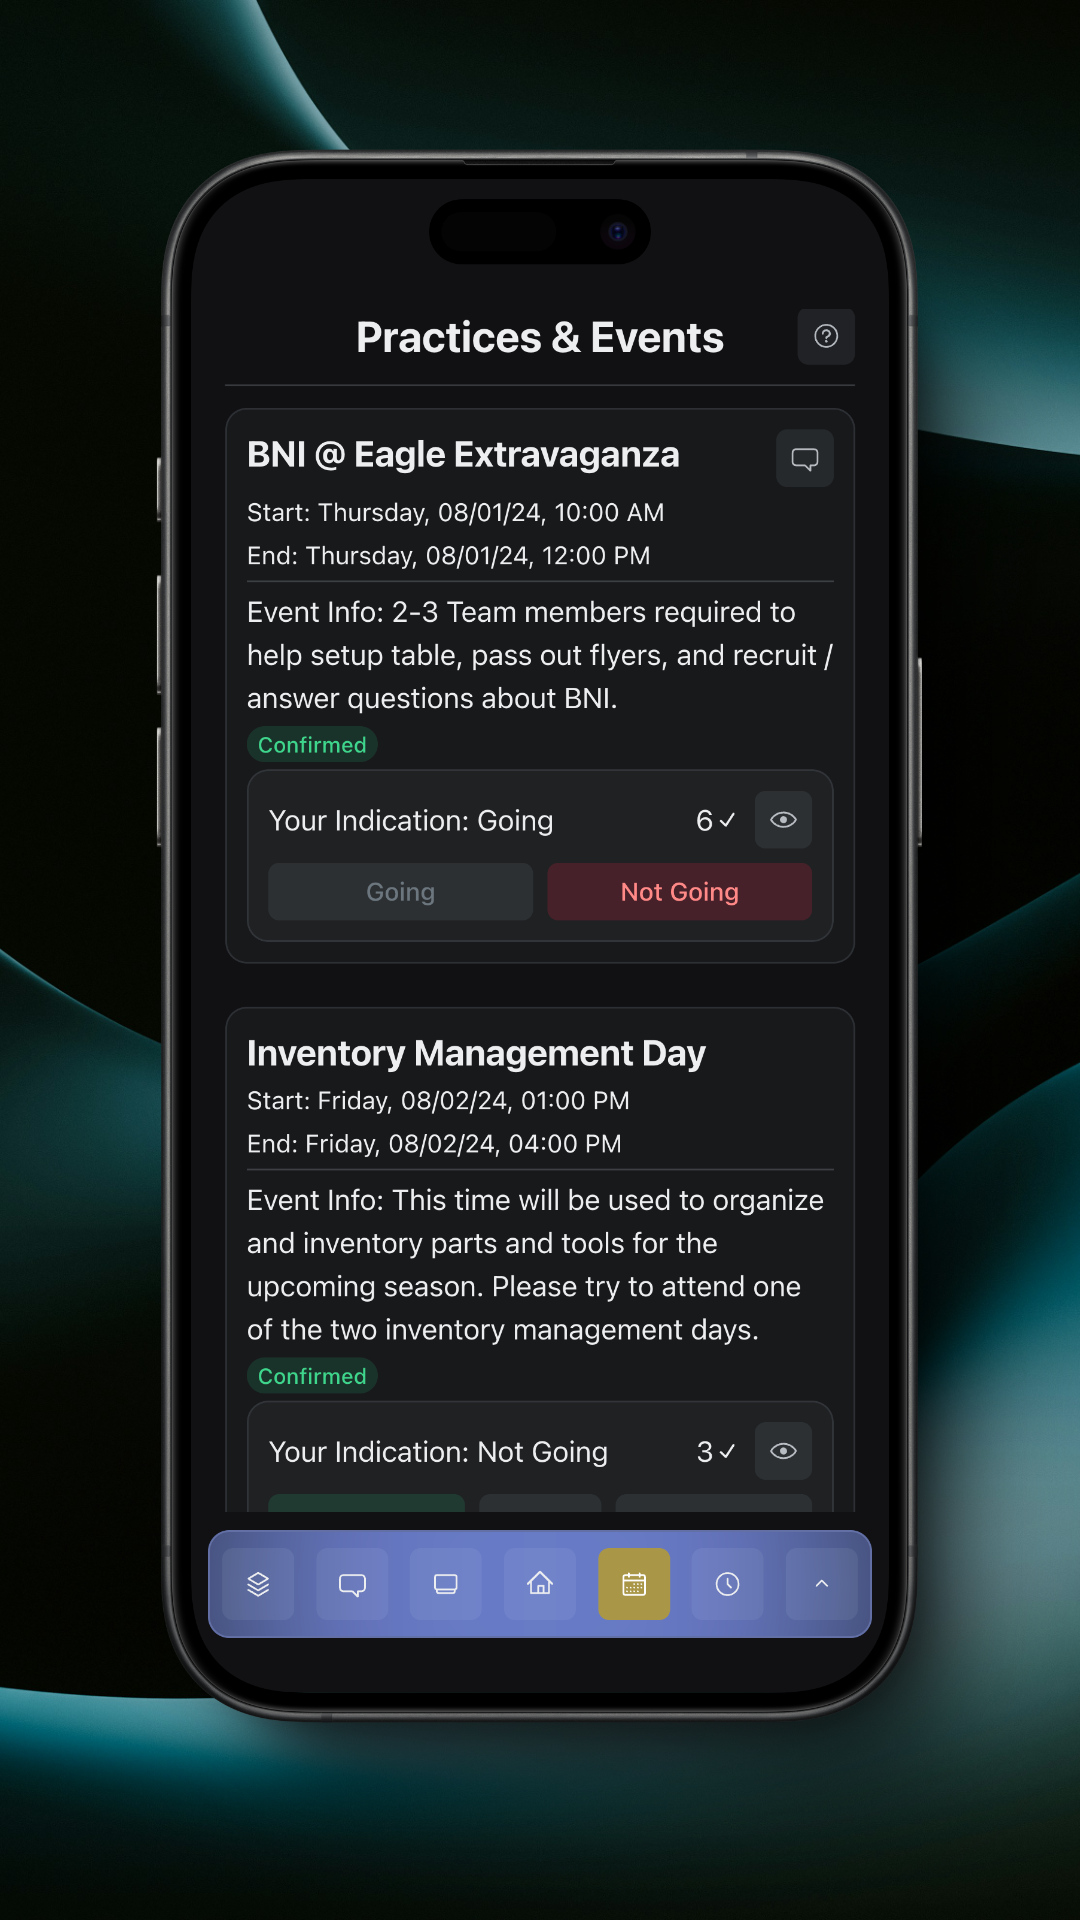 Practices & Events
BNI @ Eagle Extravaganza
Start: Thursday, 08/01/24, 10:00 AM
End: Thursday, 08/01/24, 12:00 PM
Event Info: 2-3 Team members required to
help setup table, pass out flyers, and recruit /
answer questions about BNI.
Confirmed
Your Indication: Going 6
Going Not Going
Inventory Management Day
Start: Friday, 08/02/24, 01:00 PM
End: Friday, 08/02/24, 04:00 PM
Event Info: This time will be used to organize
and inventory parts and tools for the
upcoming season. Please try to attend one
of the two inventory management days.
Confirmed
Your Indication: Not Going 3